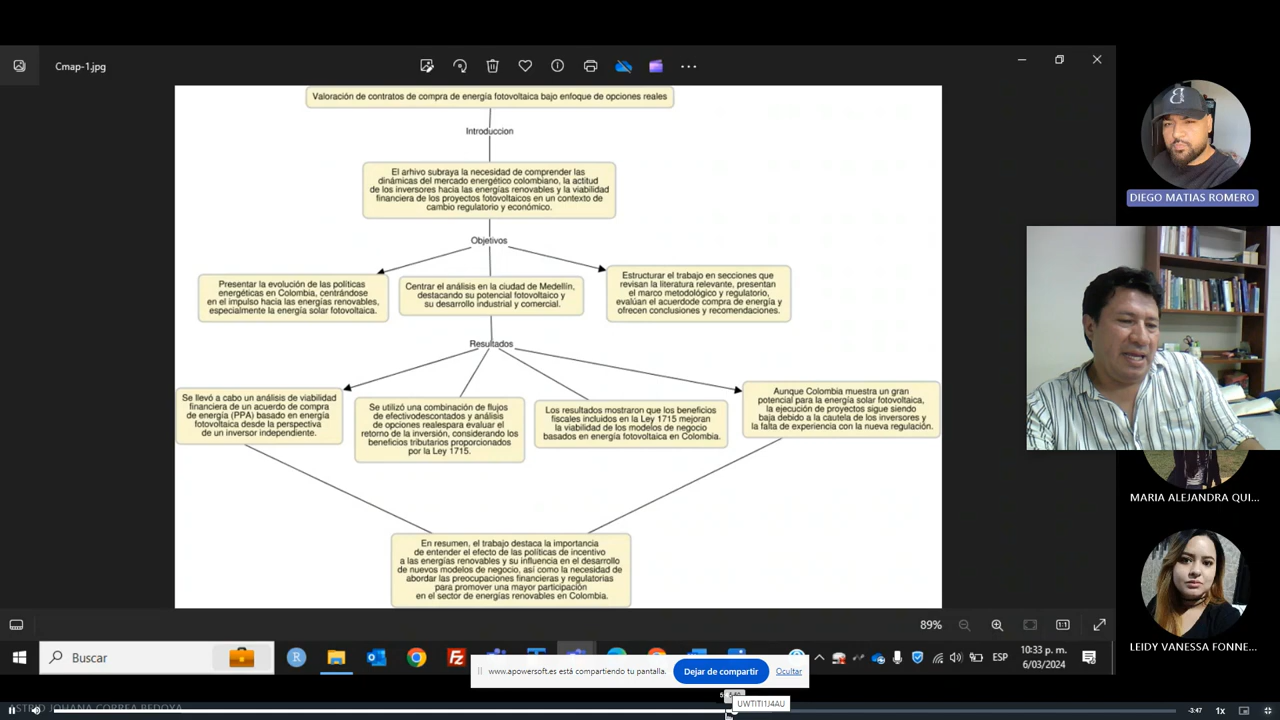 Cmap-1.jpg
Valoración de contratos de compra de energía fotovoltaica bajo enfoque de opciones reales
Introduccion
El arhivo subraya la necesidad de comprender las
dinámicas del mercado energético colombiano, la actitud
de los inversores hacia las energías renovables y la viabilidad
financiera de los proyectos fotovoltaicos en un contexto de
cambio regulatorio y económico.
Objetivos
Presentar la evolución de las políticas
energéticas en Colombia, centrándose
en el impulso hacia las energías renovables,
especialmente la energía solar fotovoltaica.
Centrar el análisis en la ciudad de Medellín,
destacando su potencial fotovoltaico y
su desarrollo industrial y comercial.
Estructurar el trabajo en secciones que
revisan la literatura relevante, presentan
el marco metodológico y regulatorio,
evalúan el acuerdode compra de energía y
ofrecen conclusiones y recomendaciones.
Resultados
Se llevó a cabo un análisis de viabilidad
financiera de un acuerdo de compra
de energía (PPA) basado en energía
fotovoltaica desde la perspectiva
de un inversor independiente.
Se utilizó una combinación de flujos
de efectivodescontados y análisis
de opciones realespara evaluar el
retorno de la inversión, considerando los
beneficios tributarios proporcionados
por la Ley 1715.
Los resultados mostraron que los beneficios
fiscales incluidos en la Ley 1715 mejoran
la viabilidad de los modelos de negocio
basados en energía fotovoltaica en Colombia.
Aunque Colombia muestra un gran
potencial para la energía solar fotovoltaica,
la ejecución de proyectos sigue siendo
baja debido a la cautela de los inversores y
la falta de experiencia con la nueva regulación.
En resumen, el trabajo destaca la importancia
de entender el efecto de las políticas de incentivo
a las energías renovables y su influencia en el desarrollo
de nuevos modelos de negocio, así como la necesidad de
abordar las preocupaciones financieras y regulatorias
para promover una mayor participación
en el sector de energías renovables en Colombia.
DIEGO MATIAS ROMERO
MARIA ALEJANDRA QUI...
LEIDY VANESSA FONNE...
89%
Buscar
ESP
10:33 p. m.
6/03/2024
www.apowersoft.es está compartiendo tu pantalla.
Dejar de compartir
Ocultar
UWTITI1J4AU
ASTRID JOHANA CORREA BEDOYA
-3:47
1x